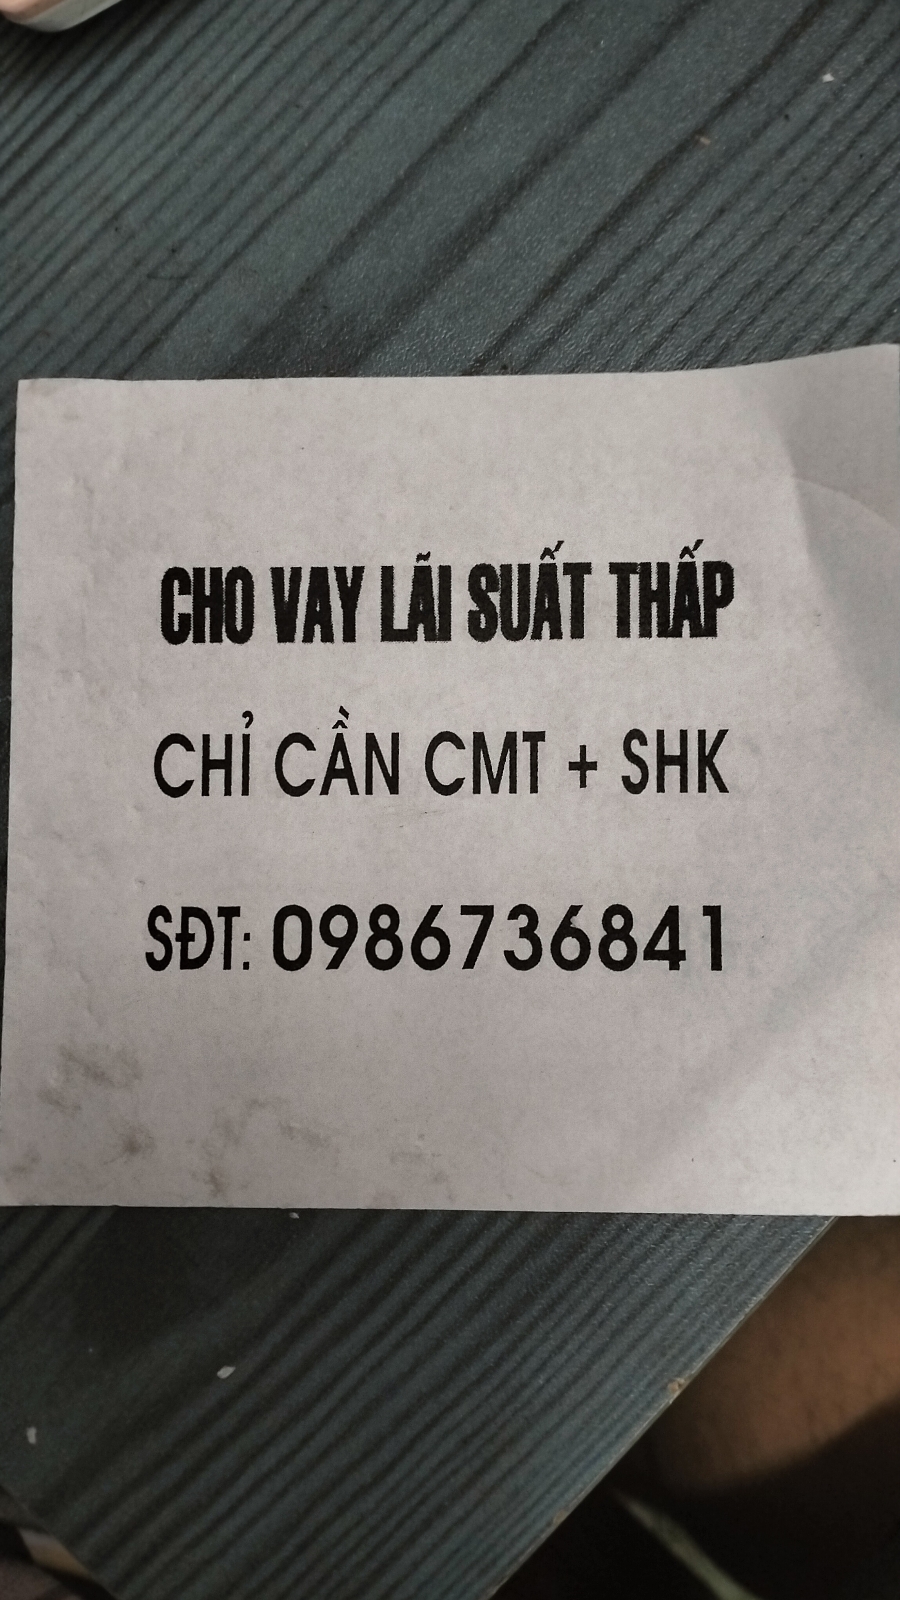 CHO VAY LÃI SUẤT THẤP
CHỈ CẦN CMT + SHK
SĐT: 0986736841